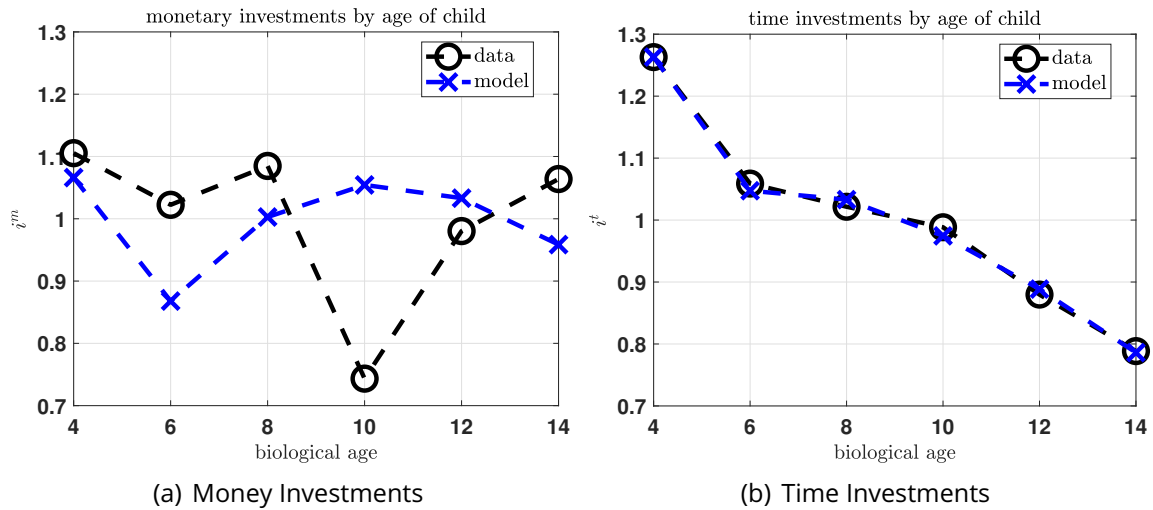 monetary investments by age of child
1.3
1.2
1.1
1
0.9
0.8
0.7
i^m
data
model
4 6 8 10 12 14
biological age
(a) Money Investments
time investments by age of child
1.3
1.2
1.1
1
0.9
0.8
0.7
i^t
data
model
4 6 8 10 12 14
biological age
(b) Time Investments